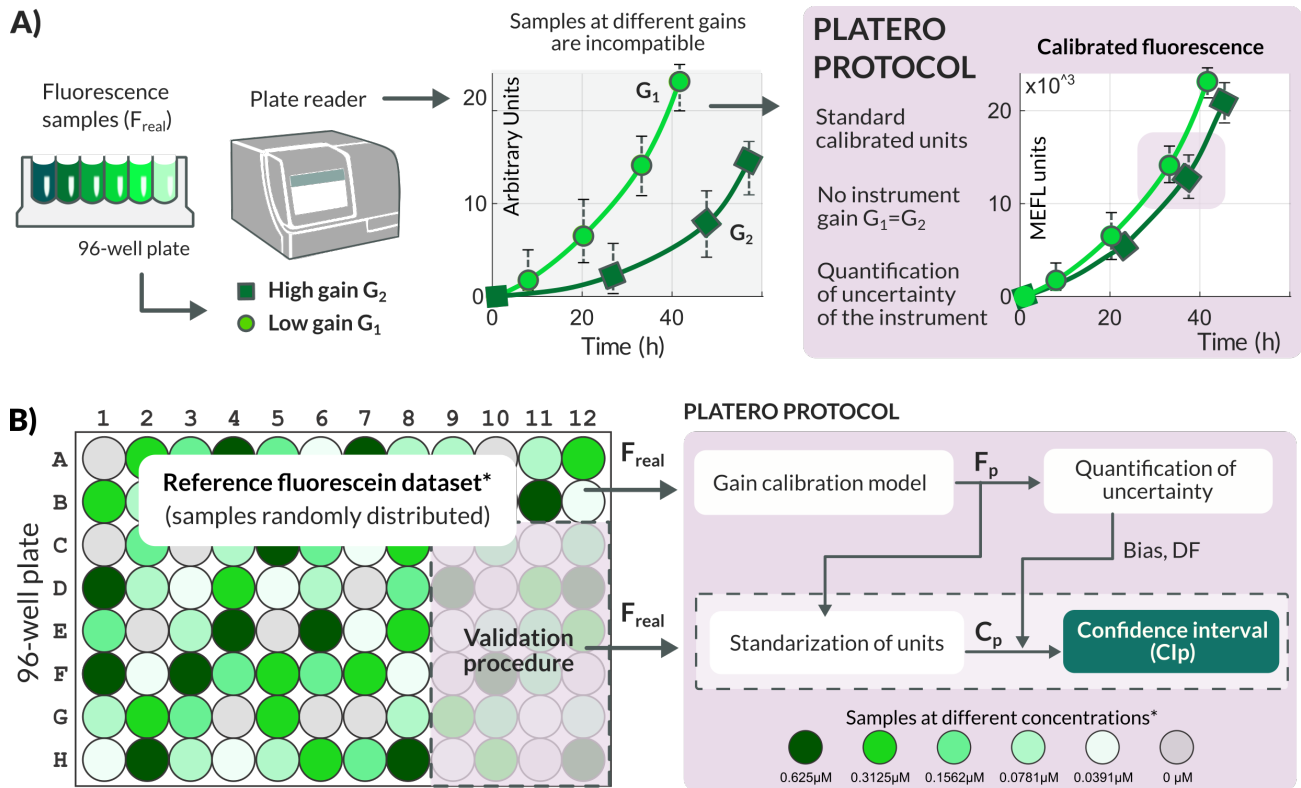 A)
Fluorescence
samples (F_real)
96-well plate
Plate reader
High gain G₂
Low gain G₁
Samples at different gains
are incompatible
Arbitrary Units
20
10
0
G₁
G₂
0 20 40
Time (h)
PLATERO
PROTOCOL
Standard
calibrated units
No instrument
gain G₁=G₂
Quantification
of uncertainty
of the instrument
Calibrated fluorescence
x10^3
MEFL units
20
10
0
0 20 40
Time (h)
B)
96-well plate
1 2 3 4 5 6 7 8 9 10 11 12
A
B
C
D
E
F
G
H
Reference fluorescein dataset*
(samples randomly distributed)
Validation
procedure
F_real
F_real
PLATERO PROTOCOL
Gain calibration model
F_p
Quantification of
uncertainty
Bias, DF
Standarization of units
C_p
Confidence interval
(CIp)
Samples at different concentrations*
0.625µM 0.3125µM 0.1562µM 0.0781µM 0.0391µM 0 µM